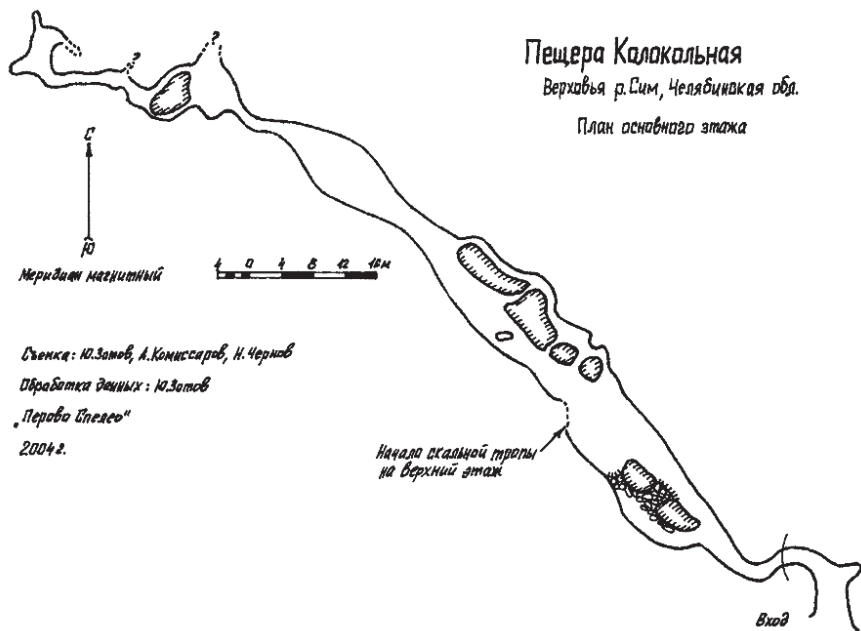 Пещера Колокольная
Верховья р.Сим, Челябинская обл.
План основного этажа
?
?
С
Ю
Меридиан магнитный
4 0 4 8 12 16м
Съемка: Ю.Зотов, А.Комиссаров, Н.Чернов
Обработка данных: Ю.Зотов
„Перово Спелео"
2004г.
Начало скальной тропы
на верхний этаж
Вход